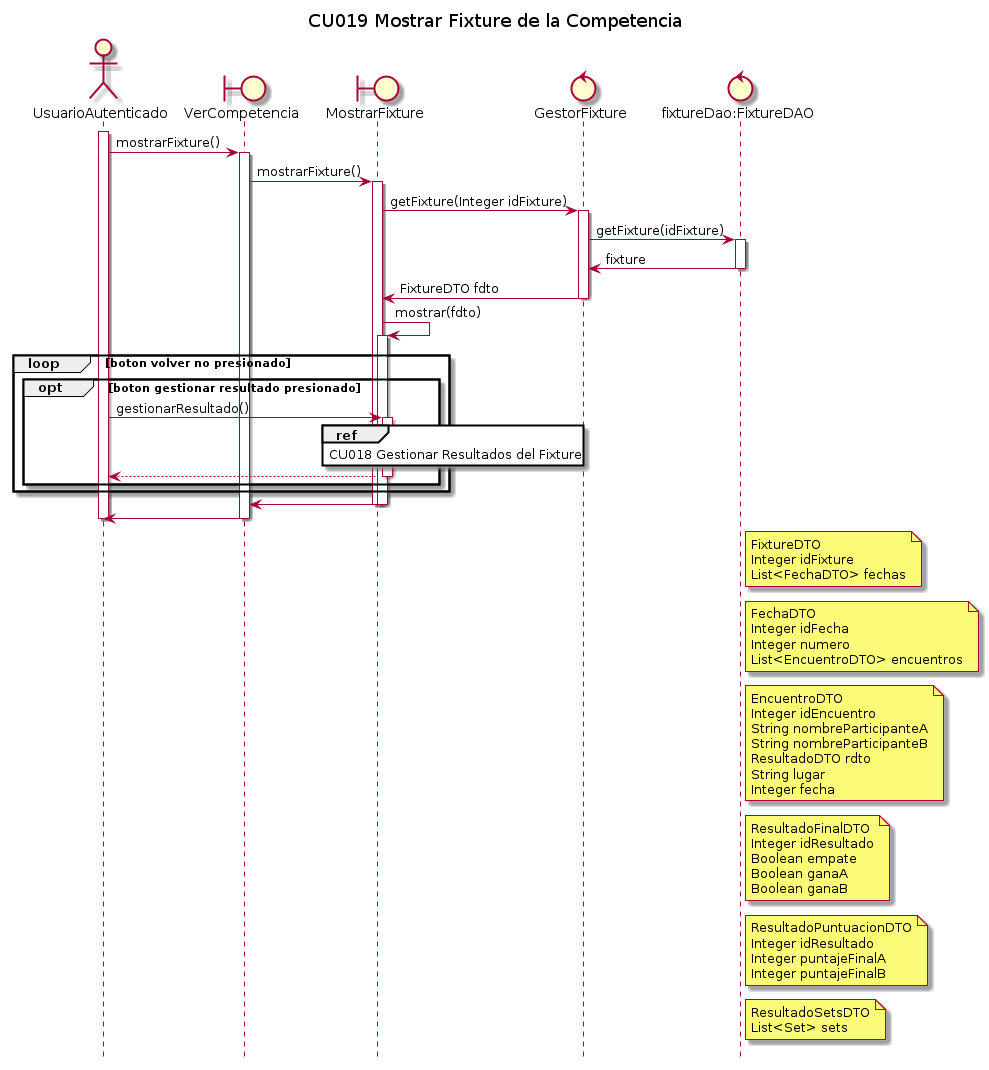 CU019 Mostrar Fixture de la Competencia
UsuarioAutenticado
VerCompetencia
MostrarFixture
GestorFixture
fixtureDao:FixtureDAO
mostrarFixture()
mostrarFixture()
getFixture(Integer idFixture)
getFixture(idFixture)
fixture
FixtureDTO fdto
mostrar(fdto)
loop [boton volver no presionado]
opt [boton gestionar resultado presionado]
gestionarResultado()
ref
CU018 Gestionar Resultados del Fixture
FixtureDTO
Integer idFixture
List<FechaDTO> fechas
FechaDTO
Integer idFecha
Integer numero
List<EncuentroDTO> encuentros
EncuentroDTO
Integer idEncuentro
String nombreParticipanteA
String nombreParticipanteB
ResultadoDTO rdto
String lugar
Integer fecha
ResultadoFinalDTO
Integer idResultado
Boolean empate
Boolean ganaA
Boolean ganaB
ResultadoPuntuacionDTO
Integer idResultado
Integer puntajeFinalA
Integer puntajeFinalB
ResultadoSetsDTO
List<Set> sets